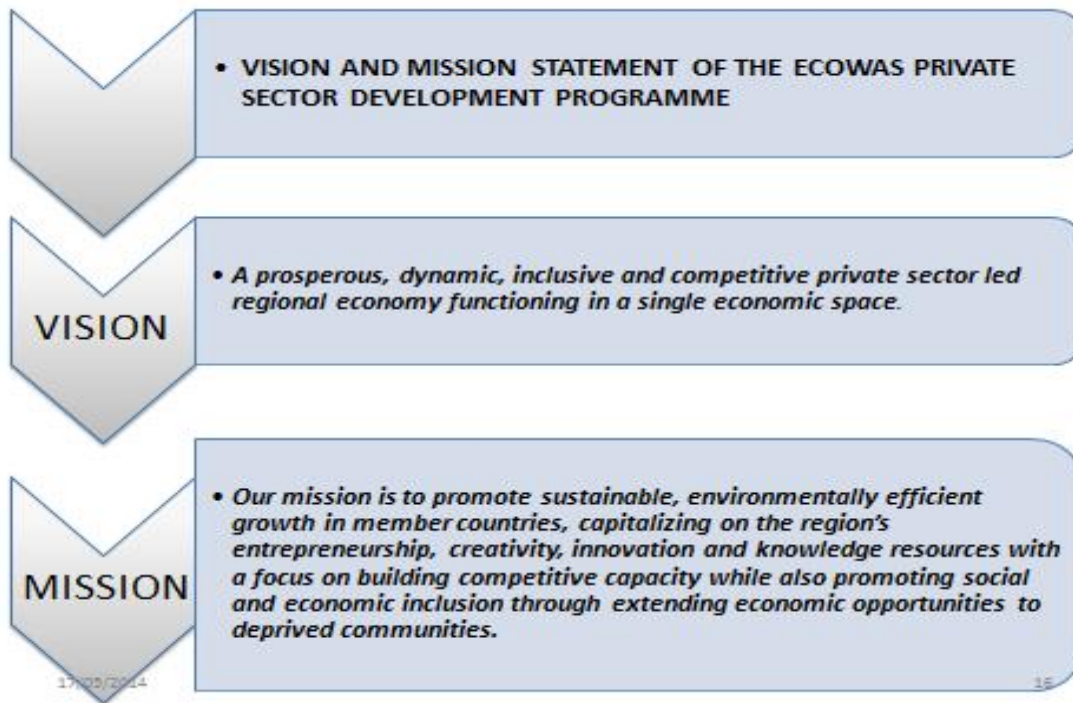 • VISION AND MISSION STATEMENT OF THE ECOWAS PRIVATE
SECTOR DEVELOPMENT PROGRAMME
VISION
• A prosperous, dynamic, inclusive and competitive private sector led
regional economy functioning in a single economic space.
MISSION
• Our mission is to promote sustainable, environmentally efficient
growth in member countries, capitalizing on the region's
entrepreneurship, creativity, innovation and knowledge resources with
a focus on building competitive capacity while also promoting social
and economic inclusion through extending economic opportunities to
deprived communities.
17/09/2014
16